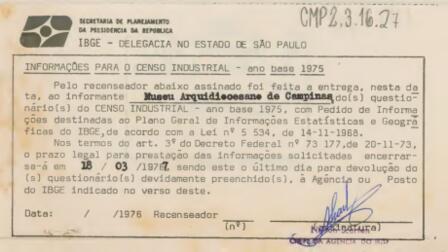 CMP2.3.16.27
SECRETARIA DE PLANEJAMENTO
DA PRESIDÊNCIA DA REPÚBLICA
IBGE - DELEGACIA NO ESTADO DE SÃO PAULO
INFORMAÇÕES PARA O CENSO INDUSTRIAL - ano base 1975
Pelo recenseador abaixo assinado foi feita a entrega, nesta da
ta, ao informante Museu Arquidiocesano de Campinas do(s) questio-
nário(s) do CENSO INDUSTRIAL - ano base 1975, com Pedido de Informa
ções destinadas ao Plano Geral de Informações Estatísticas e Geográ
ficas do IBGE, de acordo com a Lei nº 5 534, de 14-11-1968.
Nos termos do art. 3º do Decreto Federal nº 73 177, de 20-11-73,
o prazo legal para prestação das informações solicitadas encerrar-
se-á em 18 / 03 /1977 sendo este o último dia para devolução do
(s) questionário(s) devidamente preenchido(s), à Agência ou Posto
do IBGE indicado no verso deste.
Data: / /1976 Recenseador
(nº) (Assinatura)
DA AGÊNCIA DO